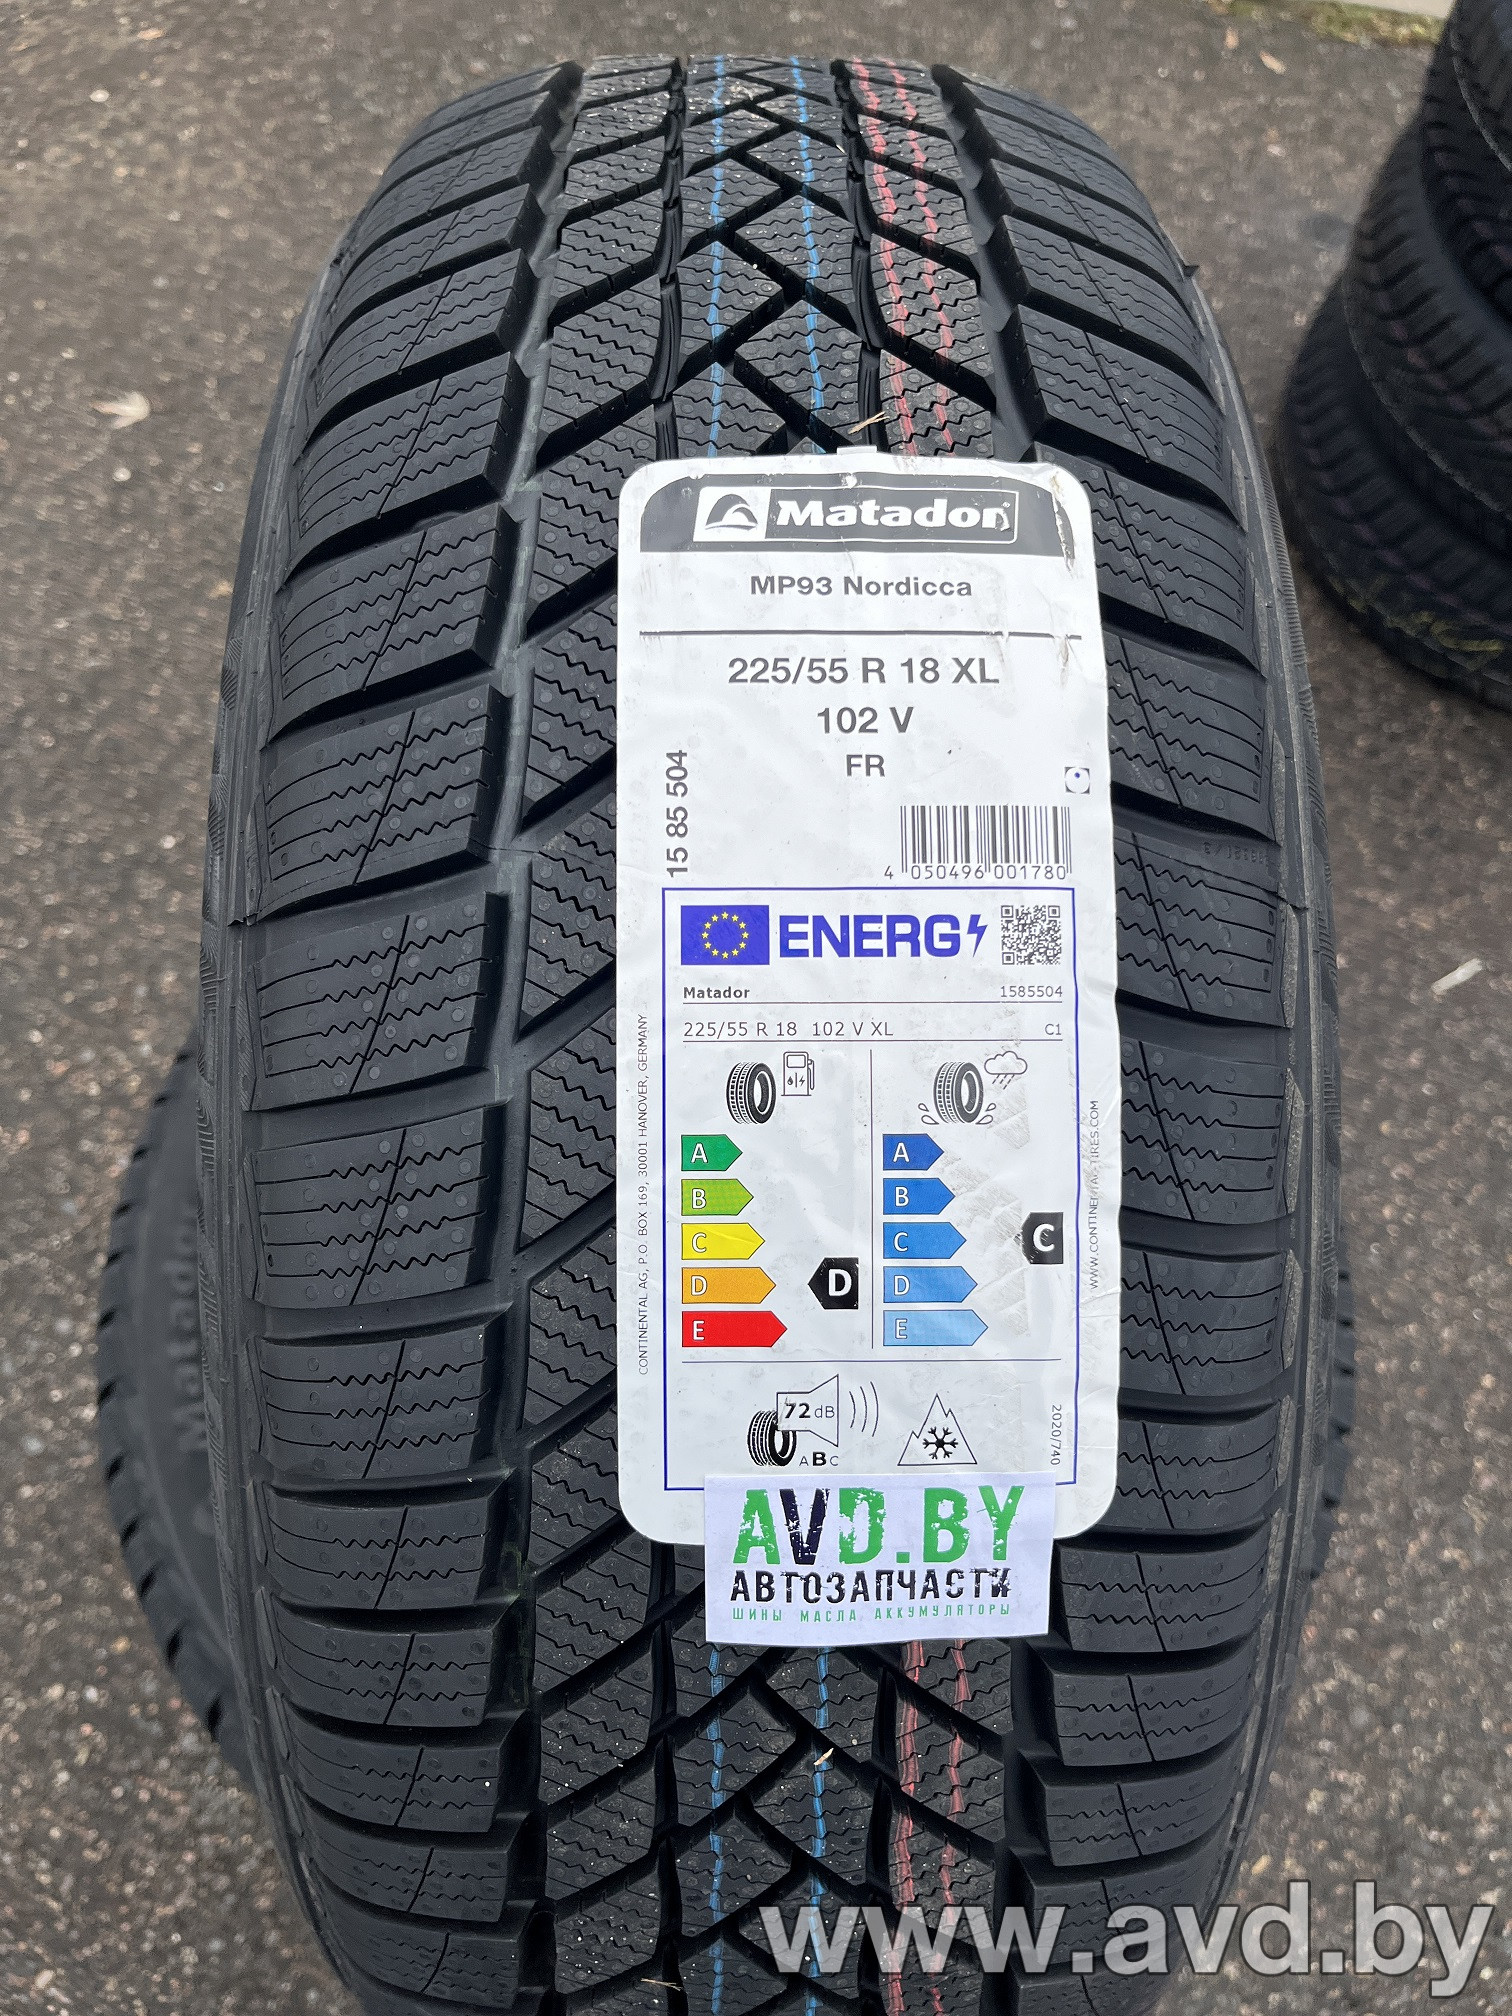 Matador
MP93 Nordicca
225/55 R 18 XL
102 V
FR
15 85 504
4 050496 001780
ENERG
Matador 1585504
225/55 R 18 102 V XL C1
A A
B B
C C C
D D D
E E
72 dB
ABC
2020/740
CONTINENTAL AG, P.O. BOX 169, 30001 HANOVER, GERMANY
WWW.CONTINENTAL-TIRES.COM
AVD.BY
АВТОЗАПЧАСТИ
ШИНЫ МАСЛА АККУМУЛЯТОРЫ
www.avd.by